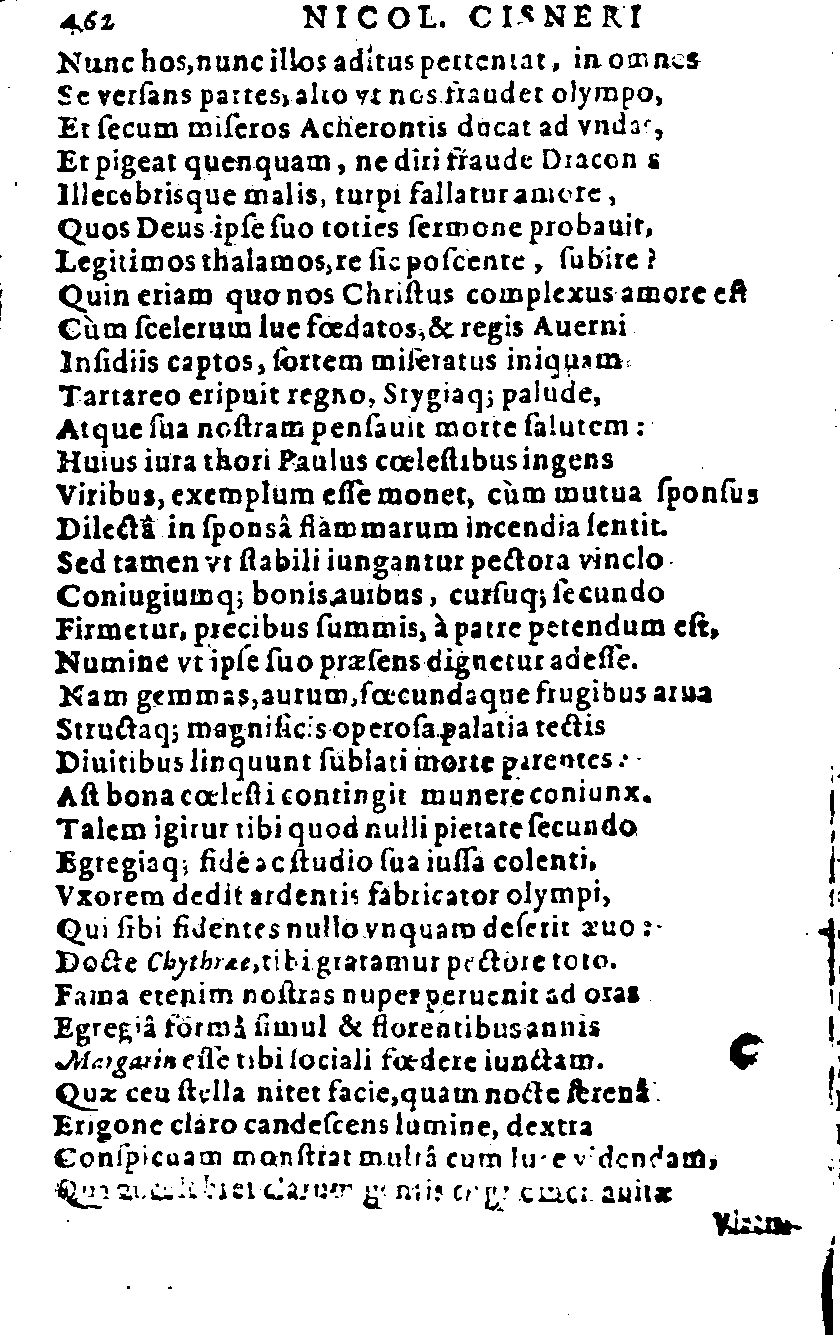 462 NICOL. CISNERI
Nunc hos,nunc illos aditus pertentat, in omnes
Se verſans partes, alto vt nos fraudet olympo,
Et ſecum miſeros Acherontis ducat ad vndas,
Et pigeat quenquam, ne diri fraude Draconis
Illecebrisque malis, turpi fallatur amore,
Quos Deus ipſe ſuo toties ſermone probauit,
Legitimos thalamos,re ſic poſcente, ſubire?
Quin etiam quo nos Chriſtus complexus amore eſt
Cùm ſcelerum lue fœdatos,& regis Auerni
Inſidiis captos, ſortem miſeratus iniquam
Tartareo eripuit regno, Stygiaq; palude,
Atque ſua noſtram penſauit morte ſalutem:
Huius iura thori Paulus cœleſtibus ingens
Viribus, exemplum eſſe monet, cùm mutua ſponſus
Dilectâ in ſponsâ flammarum incendia ſentit.
Sed tamen vt ſtabili iungantur pectora vinclo
Coniugiumq; bonis auibus, curſuq; ſecundo
Firmetur, precibus ſummis, à patre petendum eſt,
Numine vt ipſe ſuo præſens dignetur adeſſe.
Nam gemmas,aurum,fœcundaque frugibus arua
Structaq; magnificis operoſa palatia tectis
Diuitibus linquunt ſublati morte parentes:
Aſt bona cœleſti contingit munere coniunx.
Talem igitur tibi quod nulli pietate ſecundo
Egregiaq; fide ac ſtudio ſua iuſſa colenti,
Vxorem dedit ardentis fabricator olympi,
Qui ſibi fidentes nullo vnquam deſerit æuo:
Docte Chythræe,tibi gratamur pectore toto.
Fama etenim noſtras nuper peruenit ad oras
Egregiâ formâ ſimul & florentibus annis
Margarin eſſe tibi ſociali fœdere iunctam.
Quæ ceu ſtella nitet facie,quam nocte ſerenâ
Erigone claro candeſcens lumine, dextra
Conſpicuam monſtrat multâ cum luce videndam,
clarum gentis auitæ